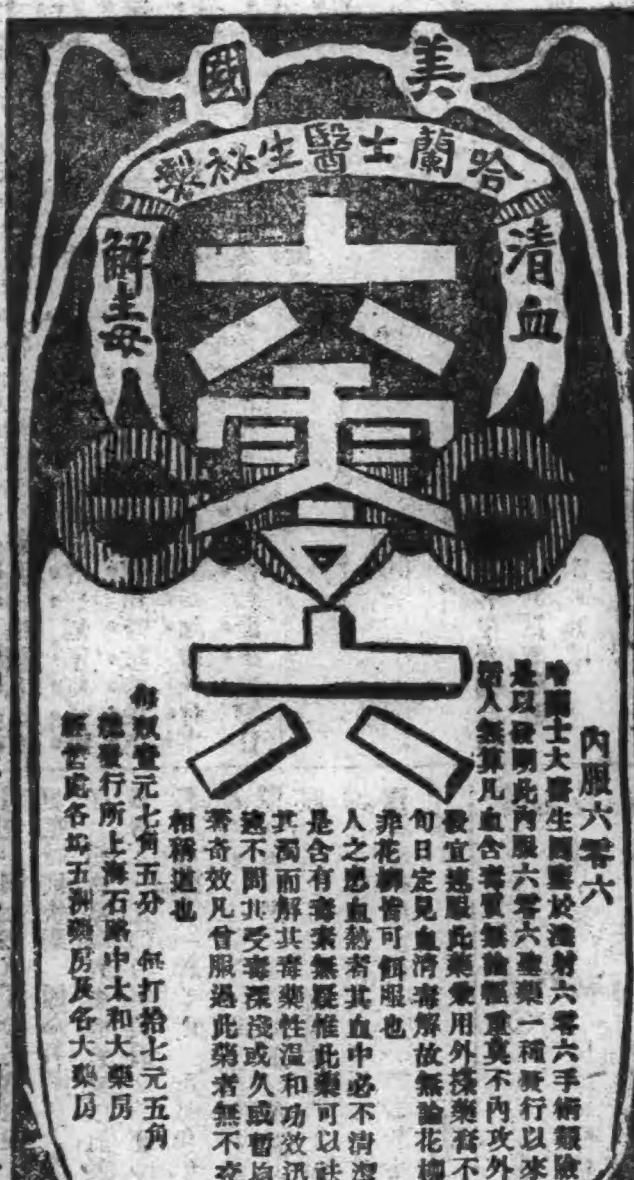 美國
哈蘭士醫生秘製
清血
解毒
六零六
內服六零六
哈蘭士大醫生因鑒於注射六零六手術頗險
是以發明此內服六零六聖藥一種發行以來
活人無算凡血含毒質無論輕重莫不內攻外
發宜速服此藥兼用外搽藥膏不
旬日定見血清毒解故無論花柳
非花柳皆可餌服也
人之患血熱者其血中必不清潔
是含有毒素無疑惟此藥可以祛
其濁而解其毒藥性溫和功效迅
速不問其受毒深淺或久或暫均
著奇效凡曾服過此藥者無不交
相稱道也
每瓶壹元七角五分 每打拾七元五角
總發行所上海石路中太和大藥房
經售處各埠五洲藥房及各大藥房